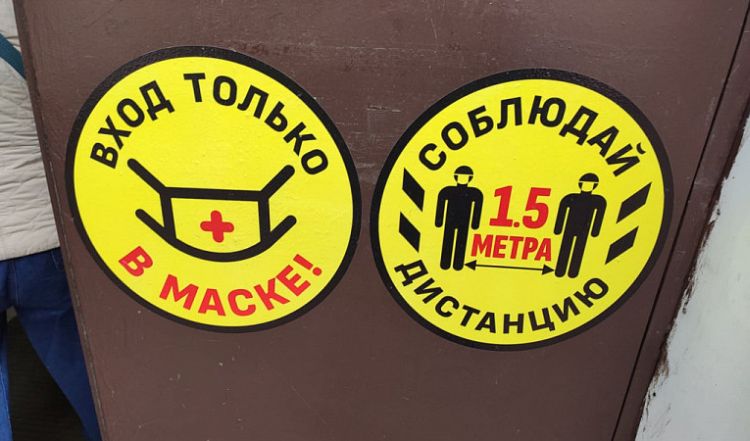 ВХОД ТОЛЬКО
В МАСКЕ!
СОБЛЮДАЙ
1.5
МЕТРА
ДИСТАНЦИЮ